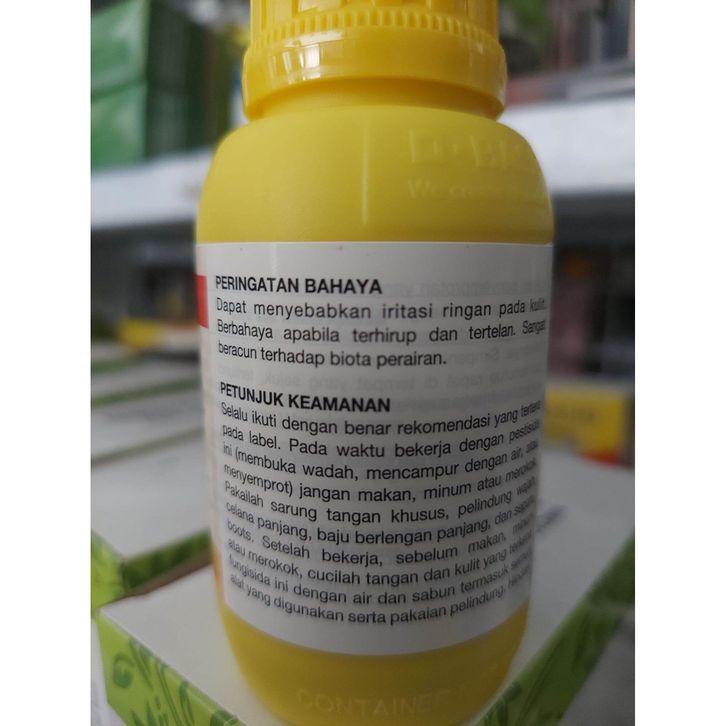 We create
PERINGATAN BAHAYA
Dapat menyebabkan iritasi ringan pada kulit.
Berbahaya apabila terhirup dan tertelan. Sangat
beracun terhadap biota perairan.
PETUNJUK KEAMANAN
Selalu ikuti dengan benar rekomendasi yang tertera
pada label. Pada waktu bekerja dengan pestisida
ini (membuka wadah, mencampur dengan air, atau
menyemprot) jangan makan, minum atau merokok.
Pakailah sarung tangan khusus, pelindung wajah,
celana panjang, baju berlengan panjang, dan sepatu
boots. Setelah bekerja, sebelum makan, minum
atau merokok, cucilah tangan dan kulit yang terkena
fungisida ini dengan air dan sabun termasuk semua
alat yang digunakan serta pakaian pelindung. Hindari
CONTAINER